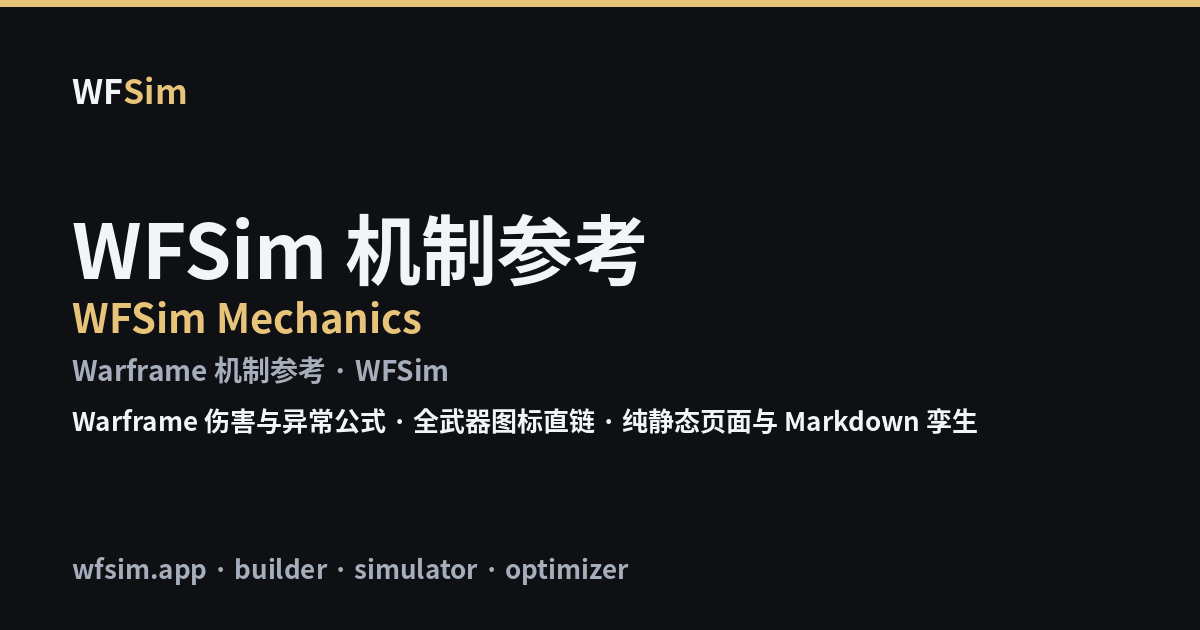 WFSim
WFSim 机制参考
WFSim Mechanics
Warframe 机制参考 · WFSim
Warframe 伤害与异常公式 · 全武器图标直链 · 纯静态页面与 Markdown 孪生
wfsim.app · builder · simulator · optimizer